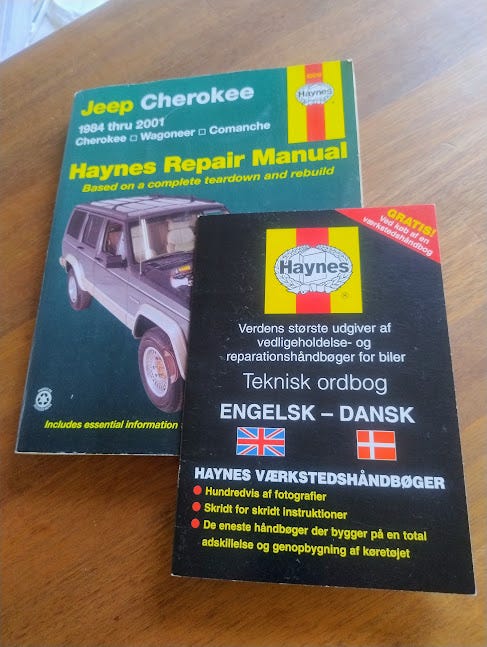 Jeep Cherokee
1984 thru 2001
Cherokee □ Wagoneer □ Comanche
Haynes
Haynes Repair Manual
Based on a complete teardown and rebuild
Includes essential information
GRATIS!
Ved køb af en
værkstedshåndbog
Haynes
®
Verdens største udgiver af
vedligeholdelse- og
reparationshåndbøger for biler
Teknisk ordbog
ENGELSK – DANSK
HAYNES VÆRKSTEDSHÅNDBØGER
Hundredvis af fotografier
Skridt for skridt instruktioner
De eneste håndbøger der bygger på en total
adskillelse og genopbygning af køretøjet